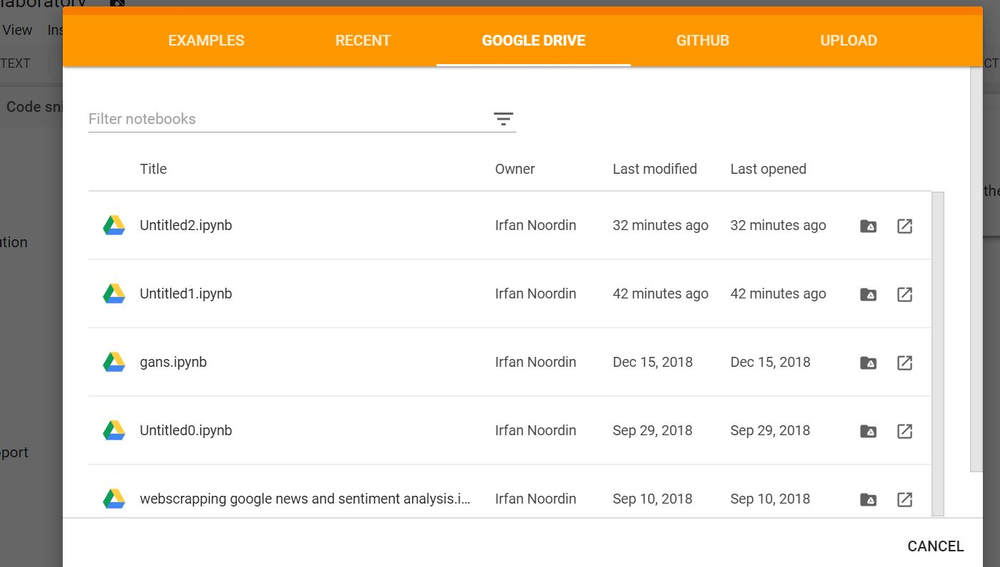 laboratory
View Ins
EXAMPLES RECENT GOOGLE DRIVE GITHUB UPLOAD
TEXT CT
Code sni
Filter notebooks
Title Owner Last modified Last opened
the
Untitled2.ipynb Irfan Noordin 32 minutes ago 32 minutes ago
ution
Untitled1.ipynb Irfan Noordin 42 minutes ago 42 minutes ago
gans.ipynb Irfan Noordin Dec 15, 2018 Dec 15, 2018
Untitled0.ipynb Irfan Noordin Sep 29, 2018 Sep 29, 2018
pport
webscrapping google news and sentiment analysis.i... Irfan Noordin Sep 10, 2018 Sep 10, 2018
CANCEL